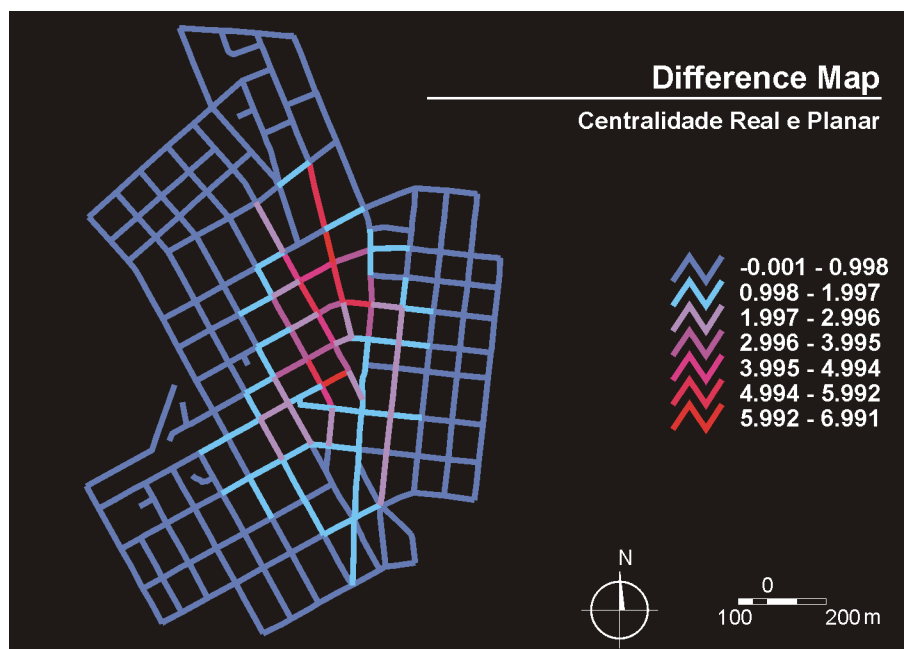 Difference Map
Centralidade Real e Planar
-0.001 - 0.998
0.998 - 1.997
1.997 - 2.996
2.996 - 3.995
3.995 - 4.994
4.994 - 5.992
5.992 - 6.991
N
0
100 200 m